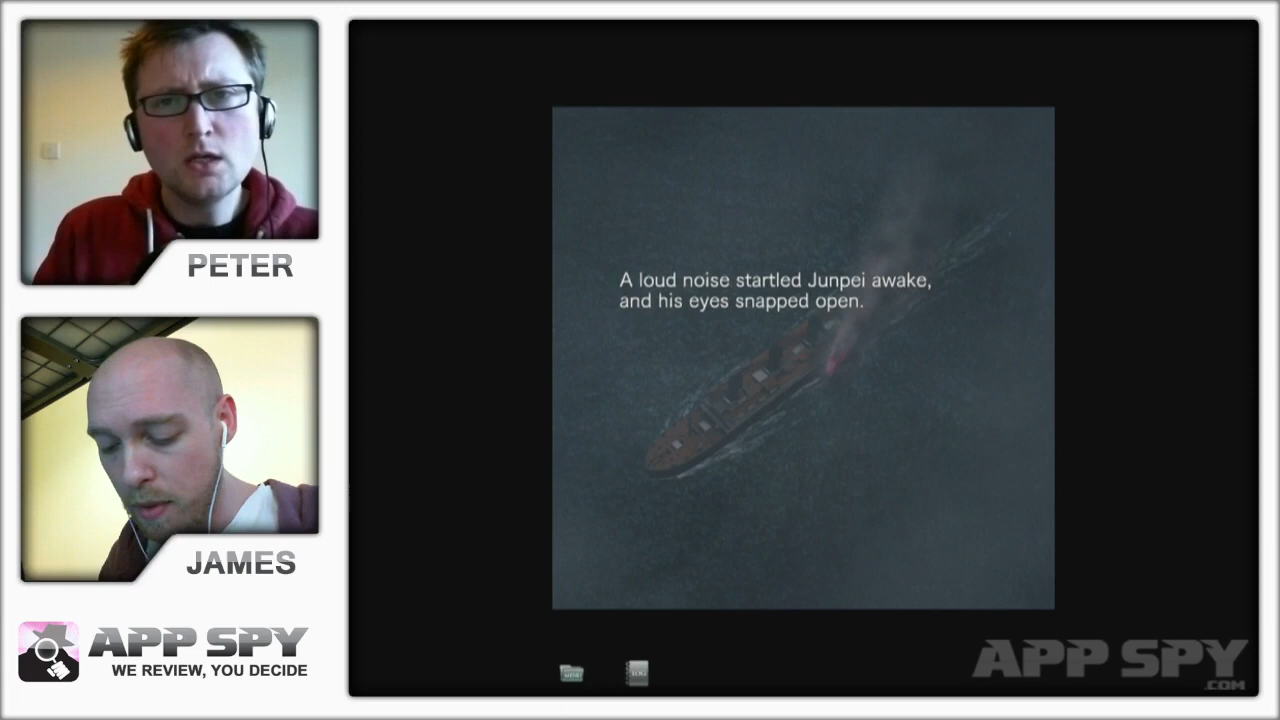 PETER
JAMES
APP SPY
WE REVIEW, YOU DECIDE
A loud noise startled Junpei awake,
and his eyes snapped open.
LOG
APP SPY
.COM